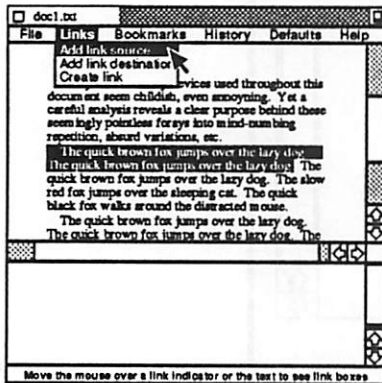 doc1.txt
File Links Bookmarks History Defaults Help
Add link source
Add link destination
Create link
devices used throughout this
document seem childish, even annoyning. Yet a
careful analysis reveals a clear purpose behind these
seemingly pointless forays into mind-numbing
repetition, absurd variations, etc.
The quick brown fox jumps over the lazy dog.
The quick brown fox jumps over the lazy dog. The
quick brown fox jumps over the lazy dog. The slow
red fox jumps over the sleeping cat. The quick
black fox walks around the distracted mouse.
The quick brown fox jumps over the lazy dog.
The quick brown fox jumps over the lazy dog. The
Move the mouse over a link indicator or the text to see link boxes